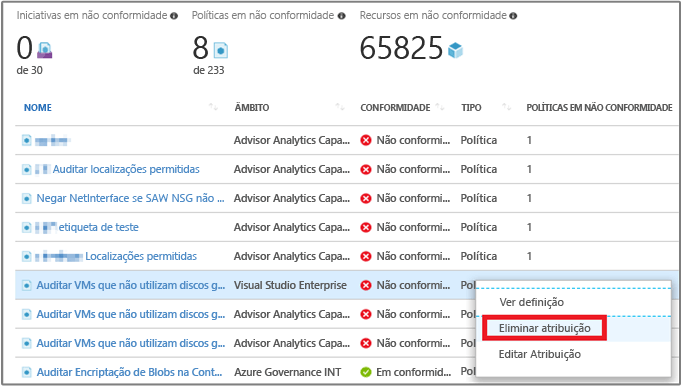 Iniciativas em não conformidade Políticas em não conformidade Recursos em não conformidade
0 8 65825
de 30 de 233
NOME ÂMBITO CONFORMIDADE TIPO POLÍTICAS EM NÃO CONFORMIDADE
Advisor Analytics Capa... Não conformi... Política 1
Auditar localizações permitidas Advisor Analytics Capa... Não conformi... Política 1
Negar NetInterface se SAW NSG não ... Advisor Analytics Capa... Não conformi... Política 1
etiqueta de teste Advisor Analytics Capa... Não conformi... Política 1
Localizações permitidas Advisor Analytics Capa... Não conformi... Política 1
Auditar VMs que não utilizam discos g... Visual Studio Enterprise Não conformi... Pol
Ver definição
Auditar VMs que não utilizam discos g... Advisor Analytics Capa... Não conformi... Pol
Eliminar atribuição
Auditar VMs que não utilizam discos g... Advisor Analytics Capa... Não conformi... Pol
Editar Atribuição
Auditar Encriptação de Blobs na Cont... Azure Governance INT Em conformid... Pol